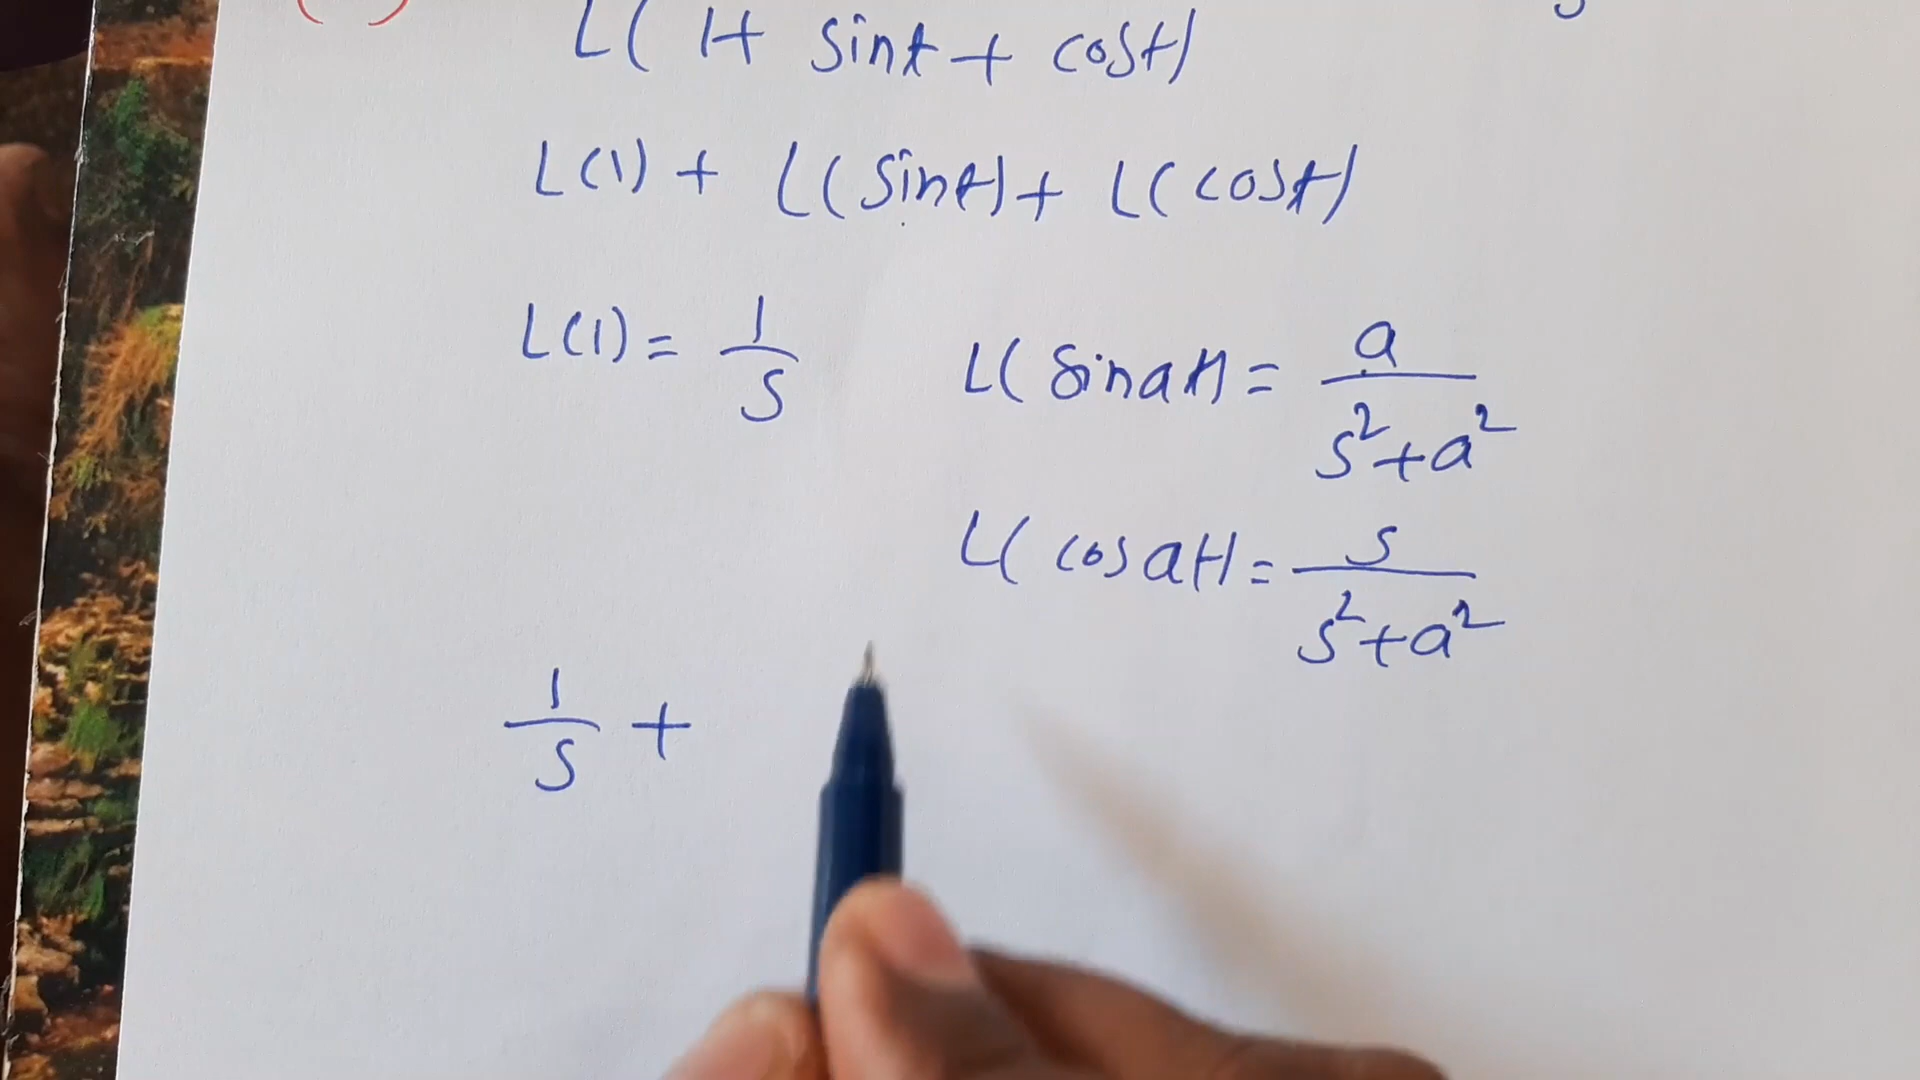 L( 1+ sint + cost)
L(1) + L(sint) + L(cost)
L(1) = 1/s
L( sinat) = a/s²+a²
L( cosat) = s/s²+a²
1/s +